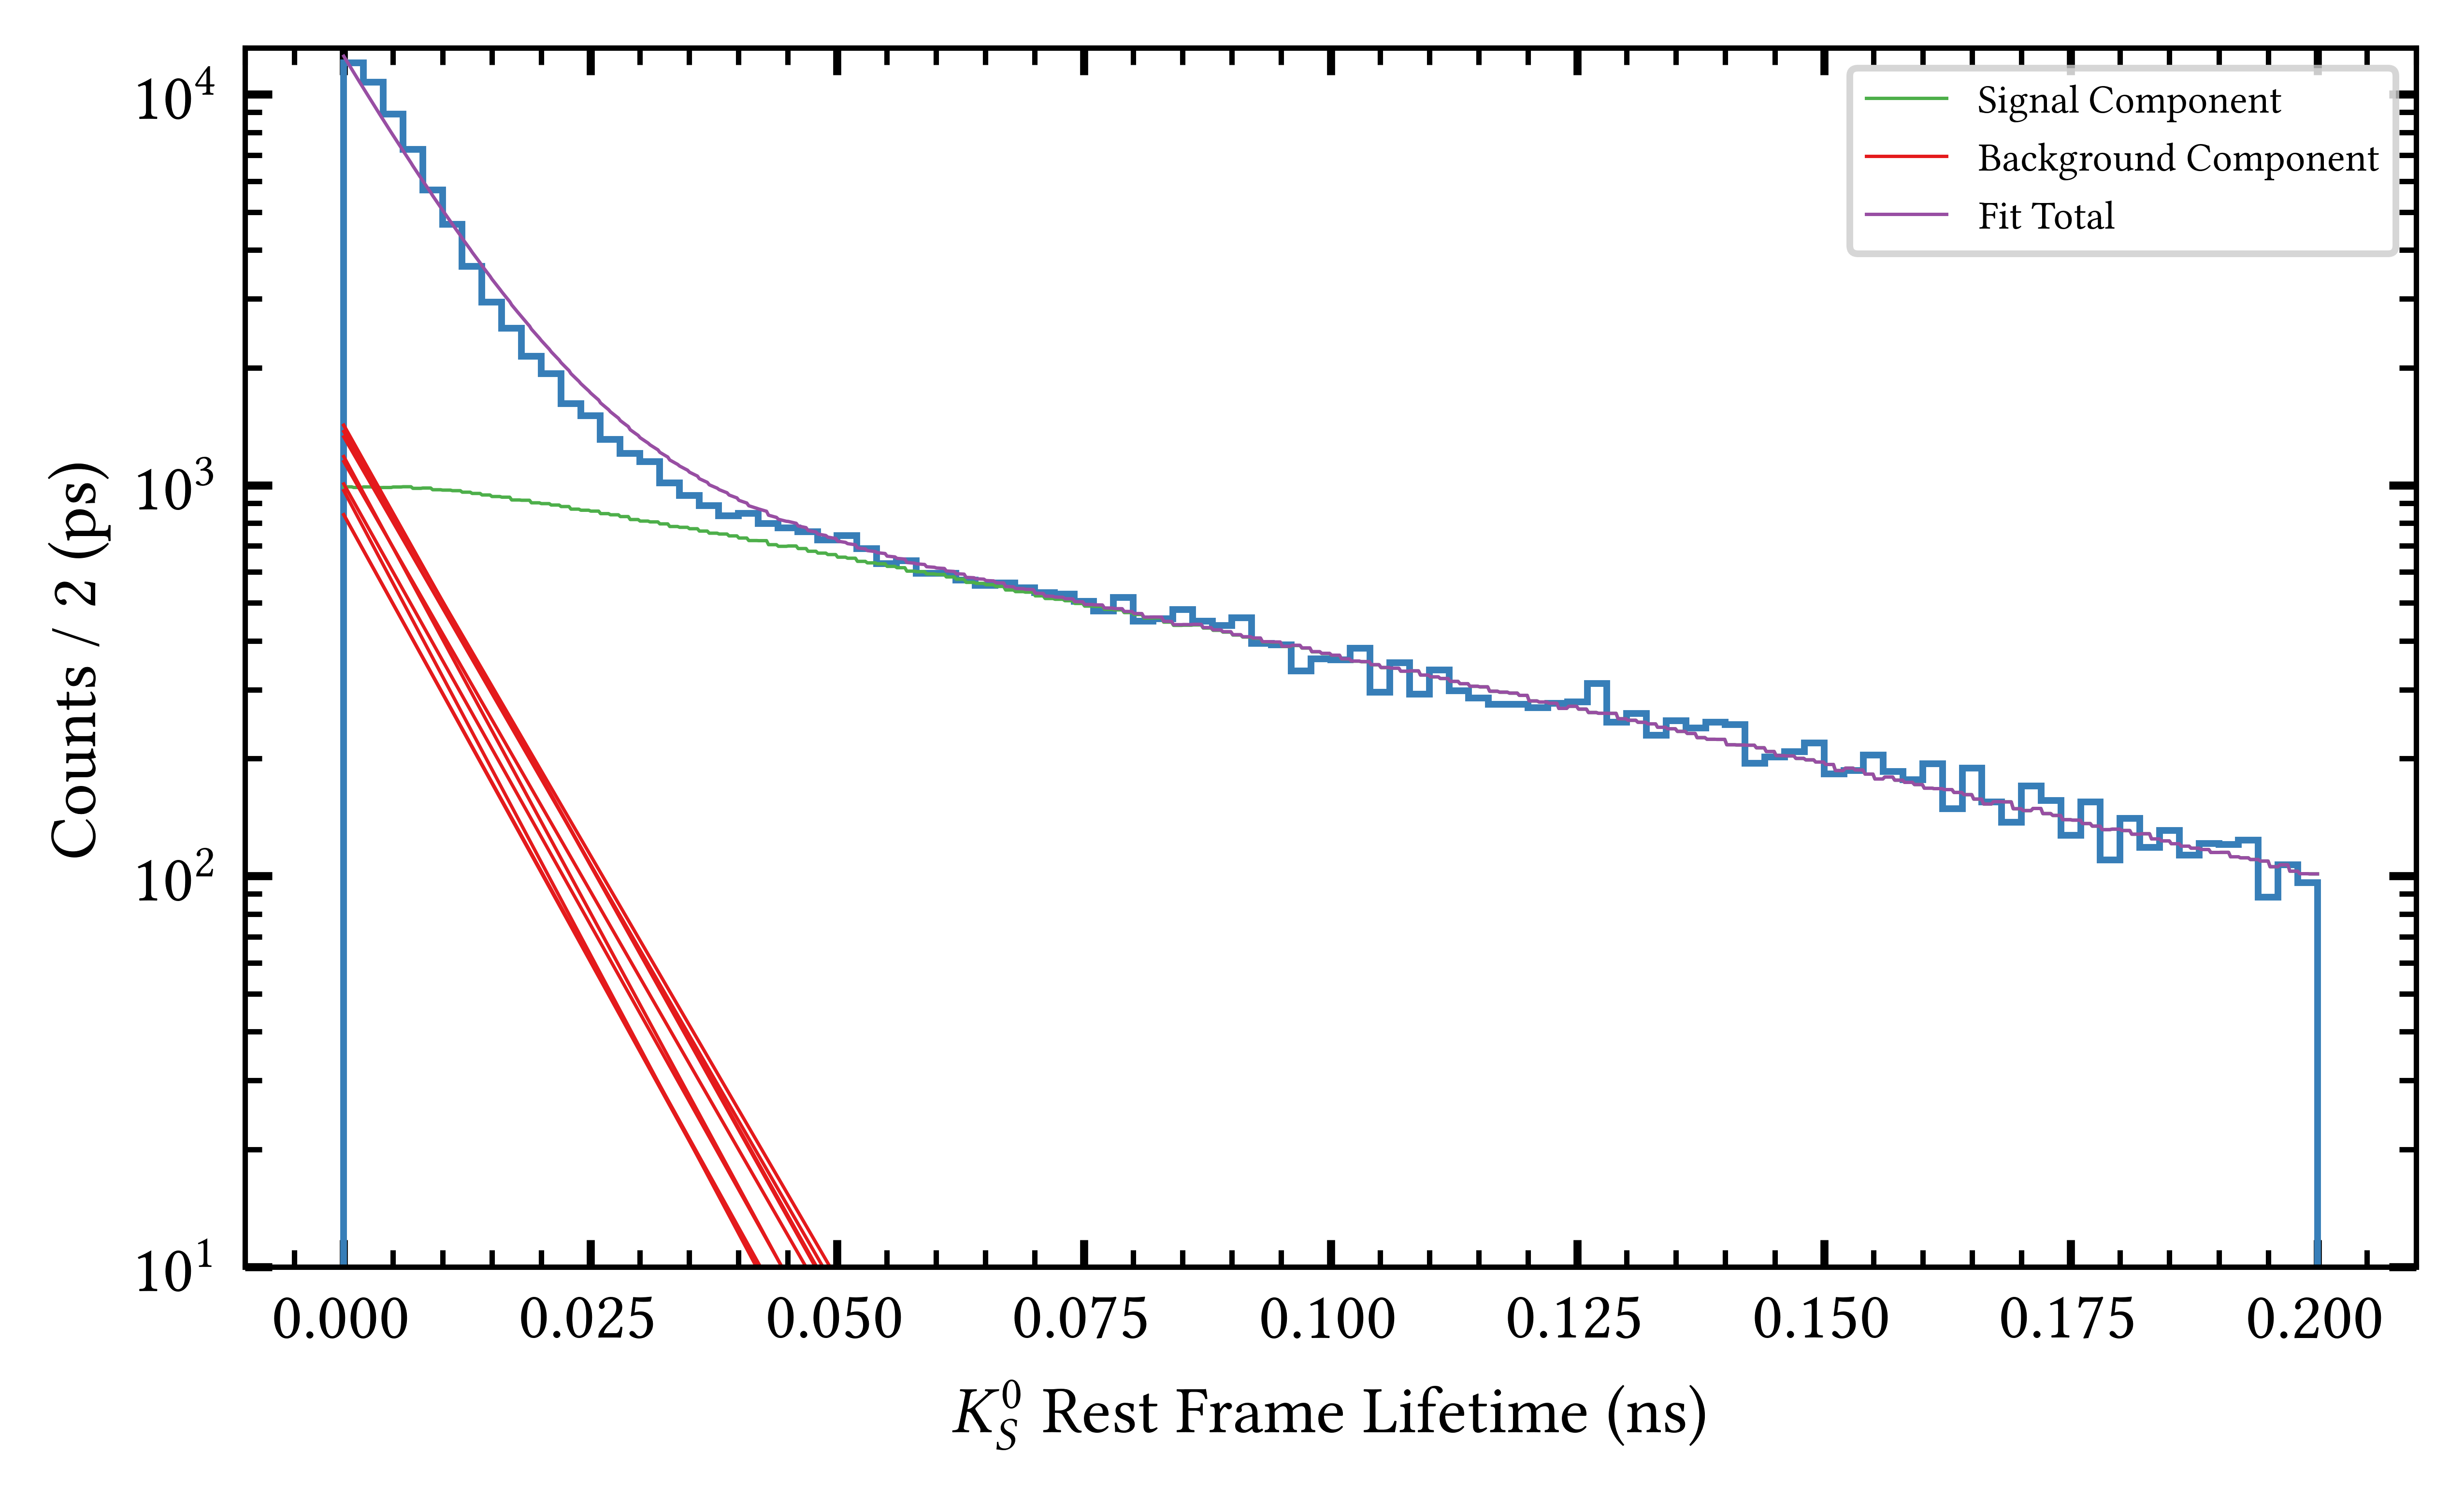 Counts / 2 (ps)
10^4
10^3
10^2
10^1
Signal Component
Background Component
Fit Total
0.000 0.025 0.050 0.075 0.100 0.125 0.150 0.175 0.200
K_S^0 Rest Frame Lifetime (ns)